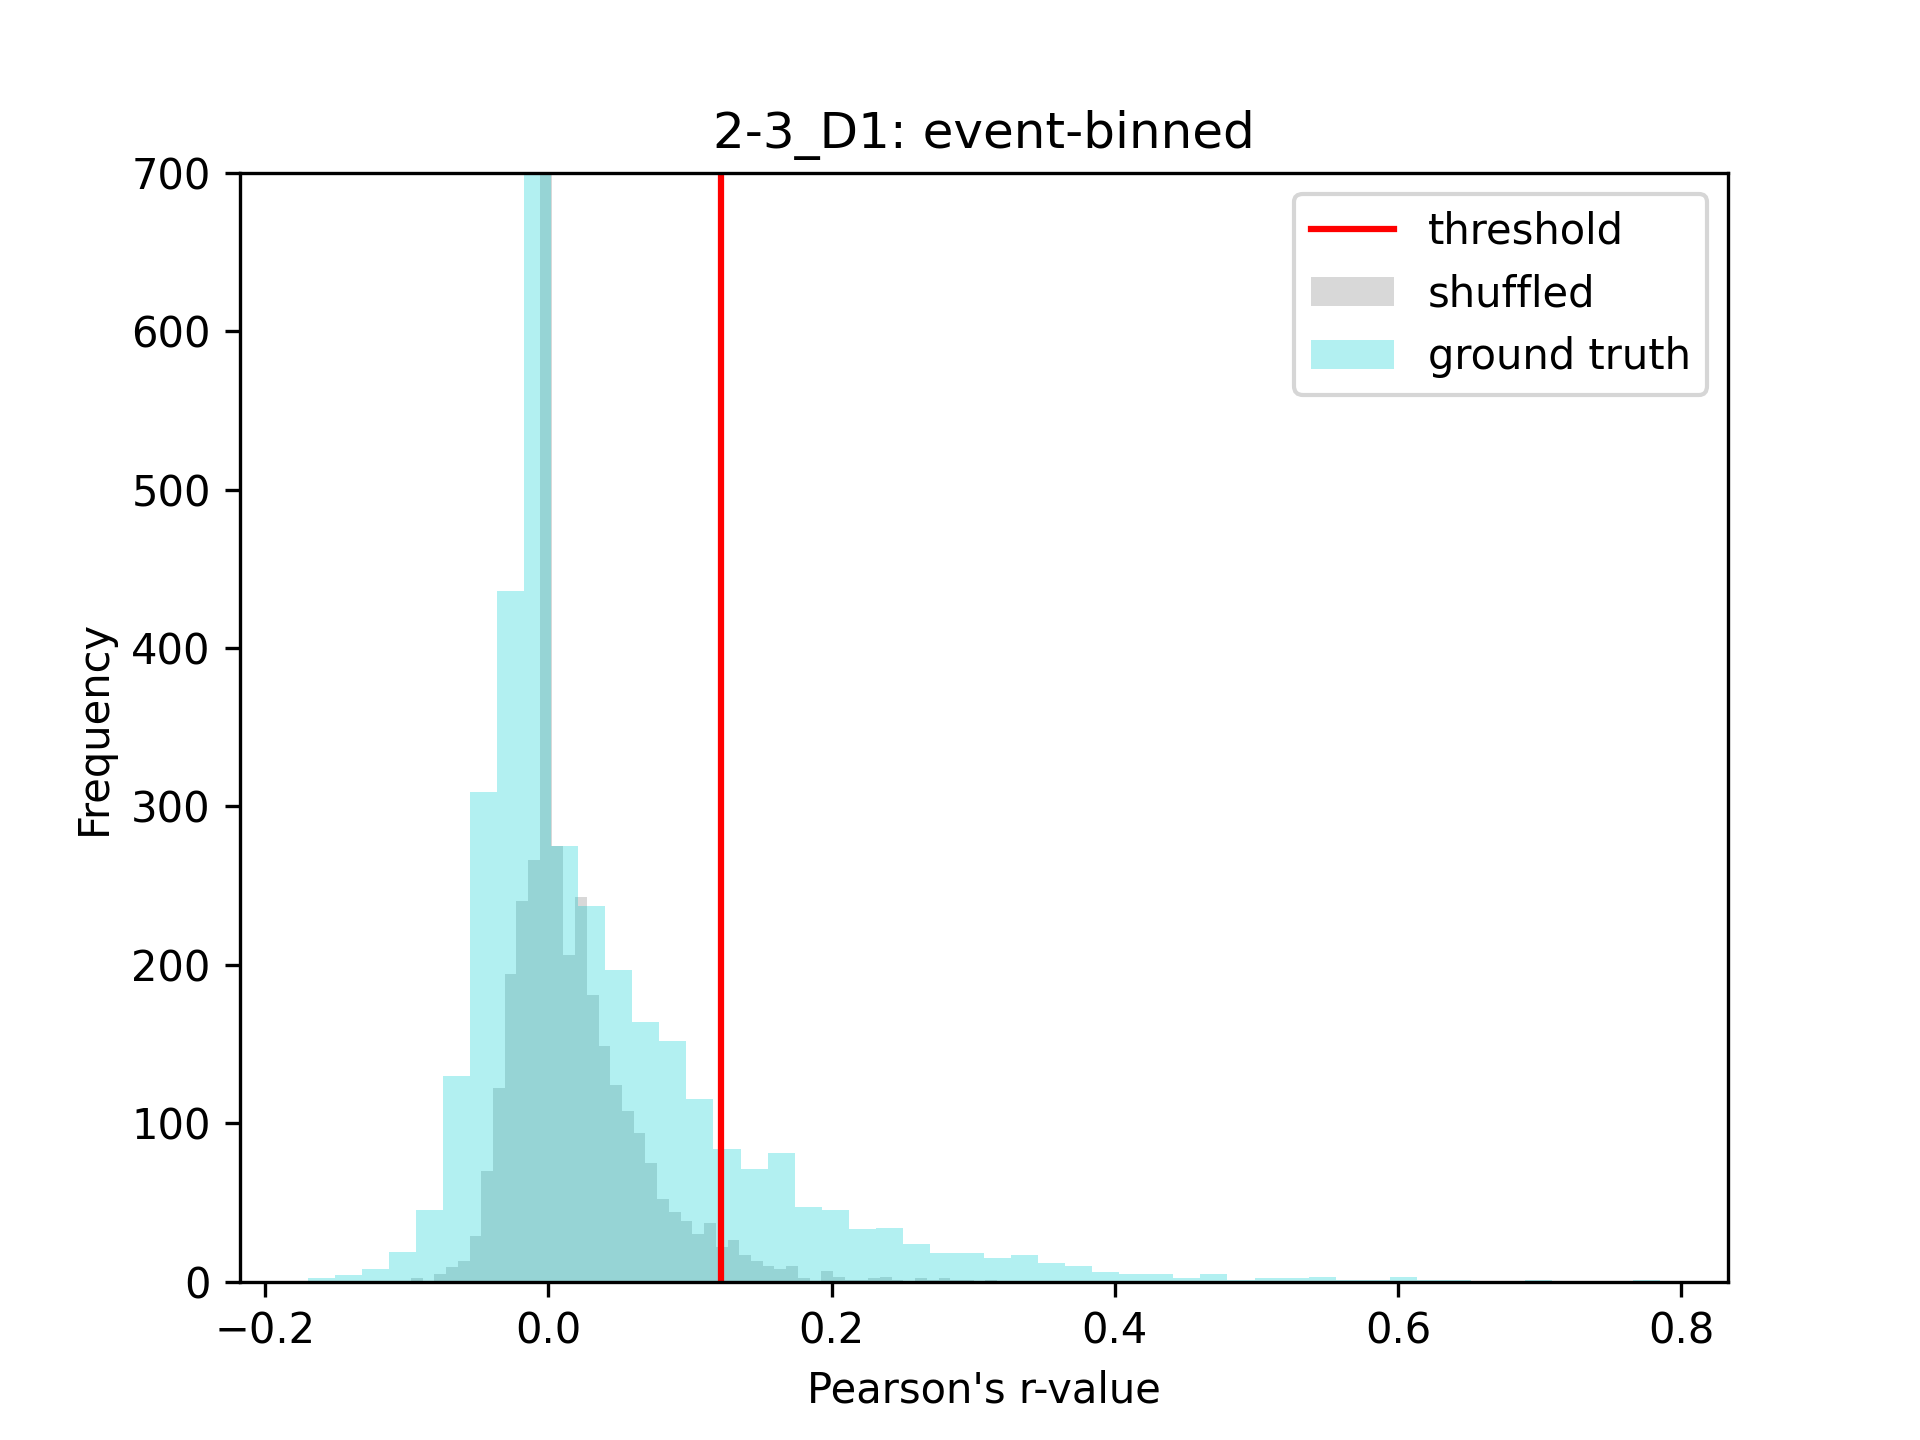 2-3_D1: event-binned
700
600
500
400
300
200
100
0
Frequency
threshold
shuffled
ground truth
−0.2 0.0 0.2 0.4 0.6 0.8
Pearson's r-value